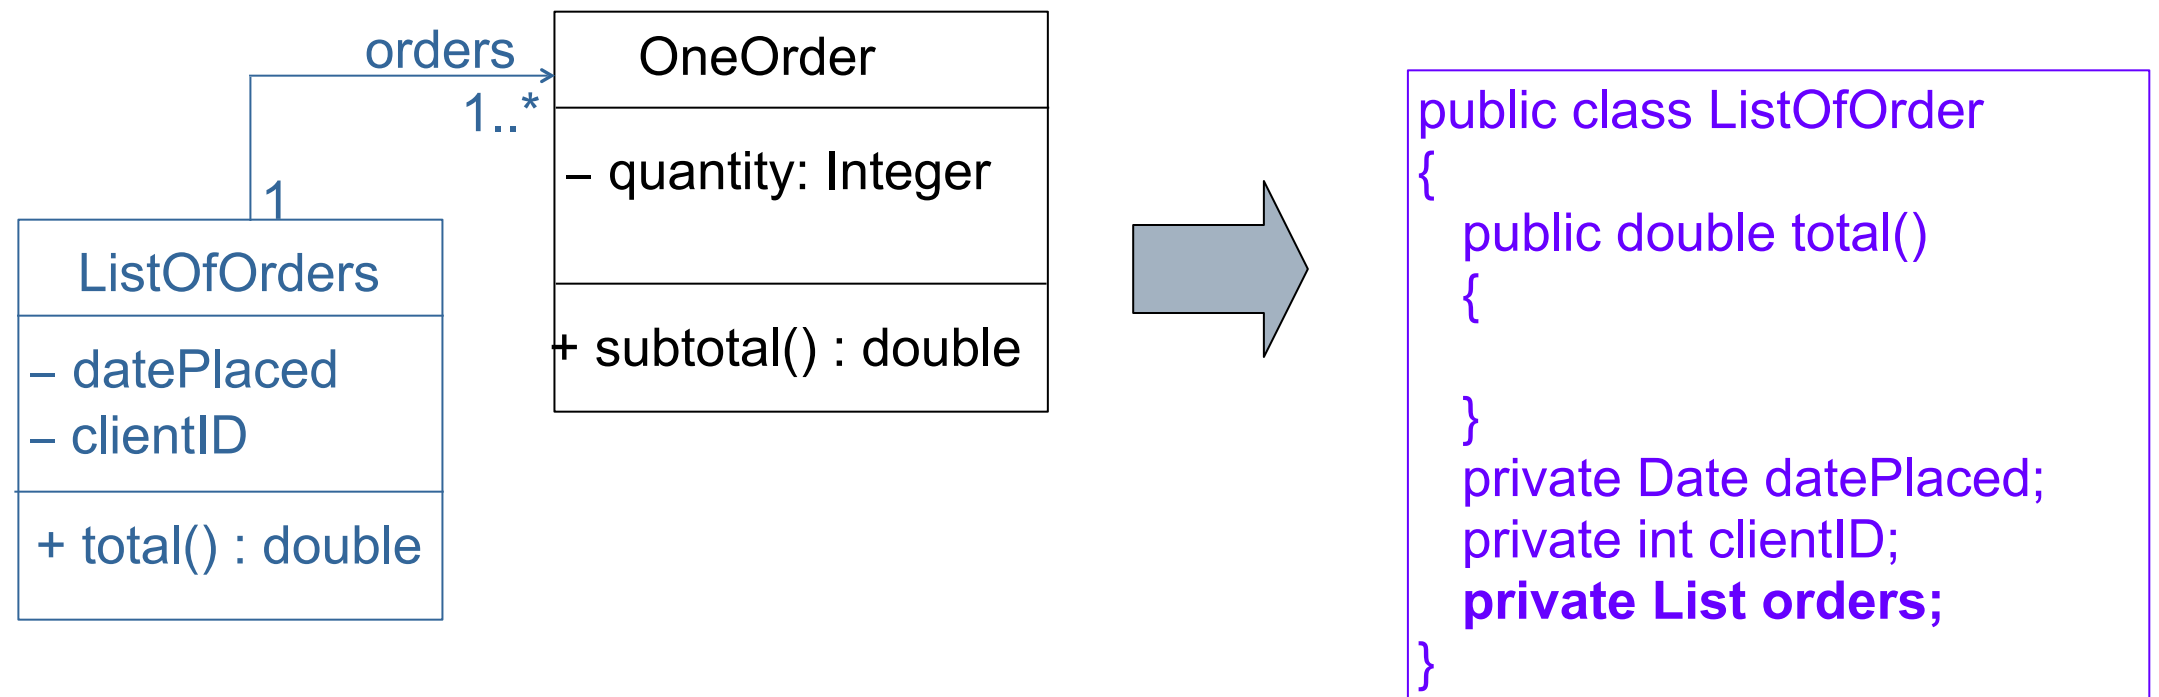 orders
1..*
1
ListOfOrders
– datePlaced
– clientID
+ total() : double
OneOrder
– quantity: Integer
+ subtotal() : double
public class ListOfOrder
{
public double total()
{
}
private Date datePlaced;
private int clientID;
private List orders;
}